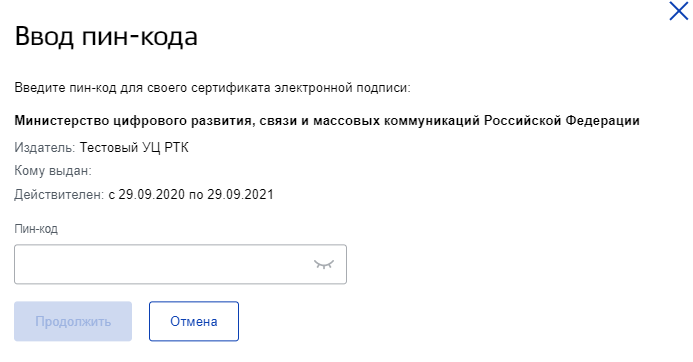 Ввод пин-кода
Введите пин-код для своего сертификата электронной подписи:
Министерство цифрового развития, связи и массовых коммуникаций Российской Федерации
Издатель: Тестовый УЦ РТК
Кому выдан:
Действителен: с 29.09.2020 по 29.09.2021
Пин-код
Продолжить Отмена